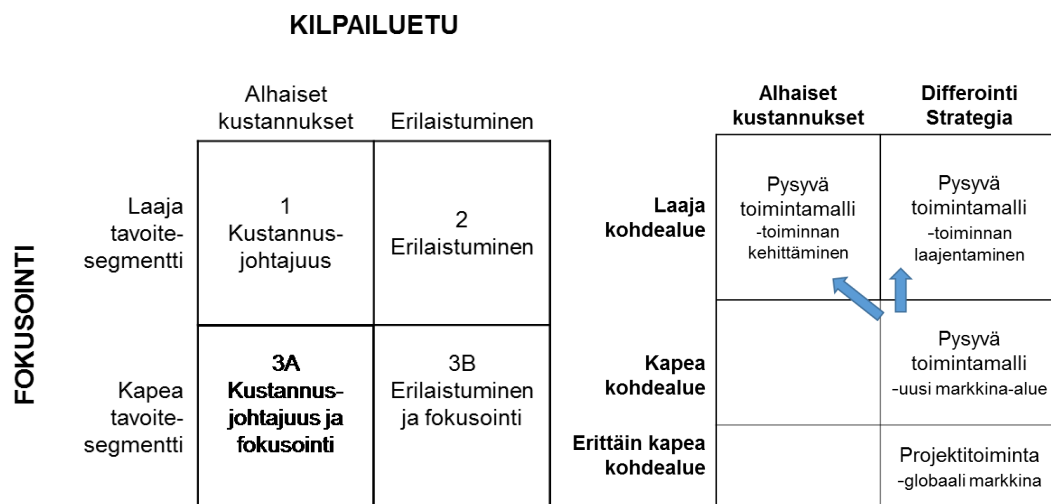 KILPAILUETU
FOKUSOINTI
Alhaiset
kustannukset
Erilaistuminen
Laaja
tavoite-
segmentti
1
Kustannus-
johtajuus
2
Erilaistuminen
Kapea
tavoite-
segmentti
3A
Kustannus-
johtajuus ja
fokusointi
3B
Erilaistuminen
ja fokusointi
Alhaiset
kustannukset
Differointi
Strategia
Laaja
kohdealue
Pysyvä
toimintamalli
-toiminnan
kehittäminen
Pysyvä
toimintamalli
-toiminnan
laajentaminen
Kapea
kohdealue
Pysyvä
toimintamalli
-uusi markkina-alue
Erittäin kapea
kohdealue
Projektitoiminta
-globaali markkina